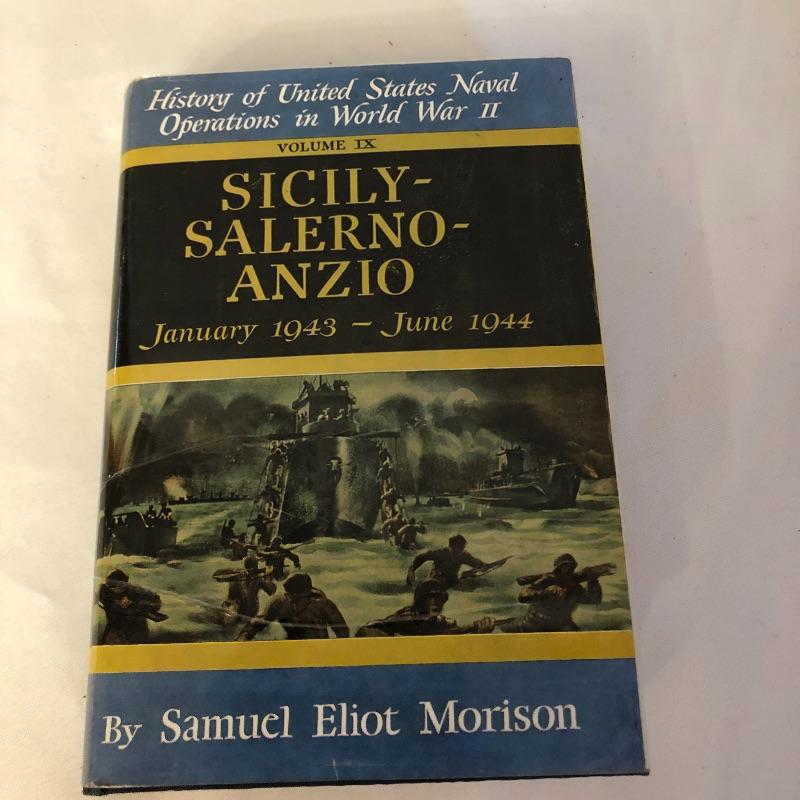 History of United States Naval
Operations in World War II
VOLUME IX
SICILY-
SALERNO-
ANZIO
January 1943 – June 1944
By Samuel Eliot Morison